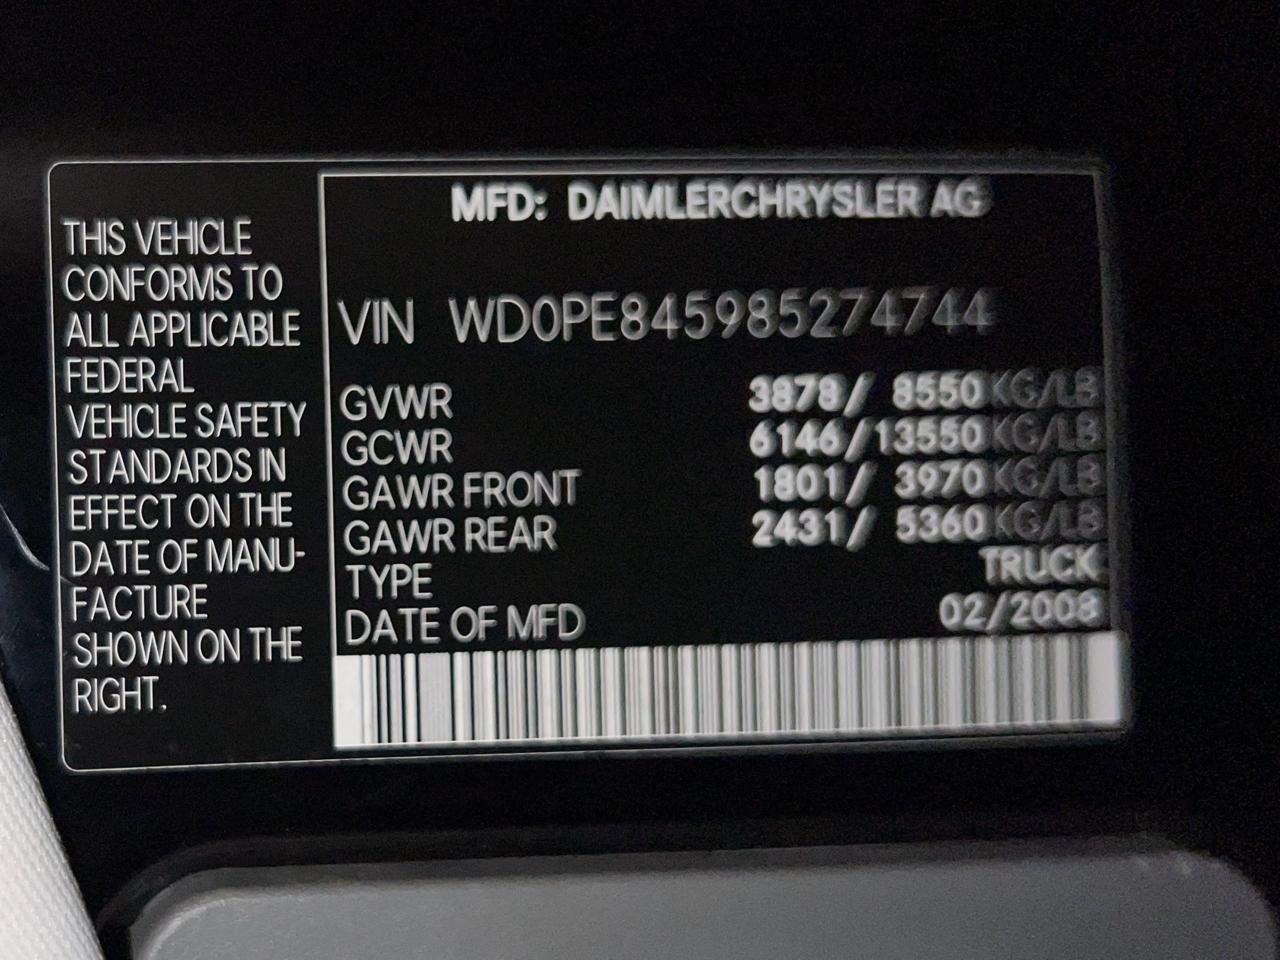 THIS VEHICLE
CONFORMS TO
ALL APPLICABLE
FEDERAL
VEHICLE SAFETY
STANDARDS IN
EFFECT ON THE
DATE OF MANU-
FACTURE
SHOWN ON THE
RIGHT.
MFD: DAIMLERCHRYSLER AG
VIN WD0PE845985274744
GVWR 3878/ 8550 KG/LB
GCWR 6146/13550 KG/LB
GAWR FRONT 1801/ 3970 KG/LB
GAWR REAR 2431/ 5360 KG/LB
TYPE TRUCK
DATE OF MFD 02/2008